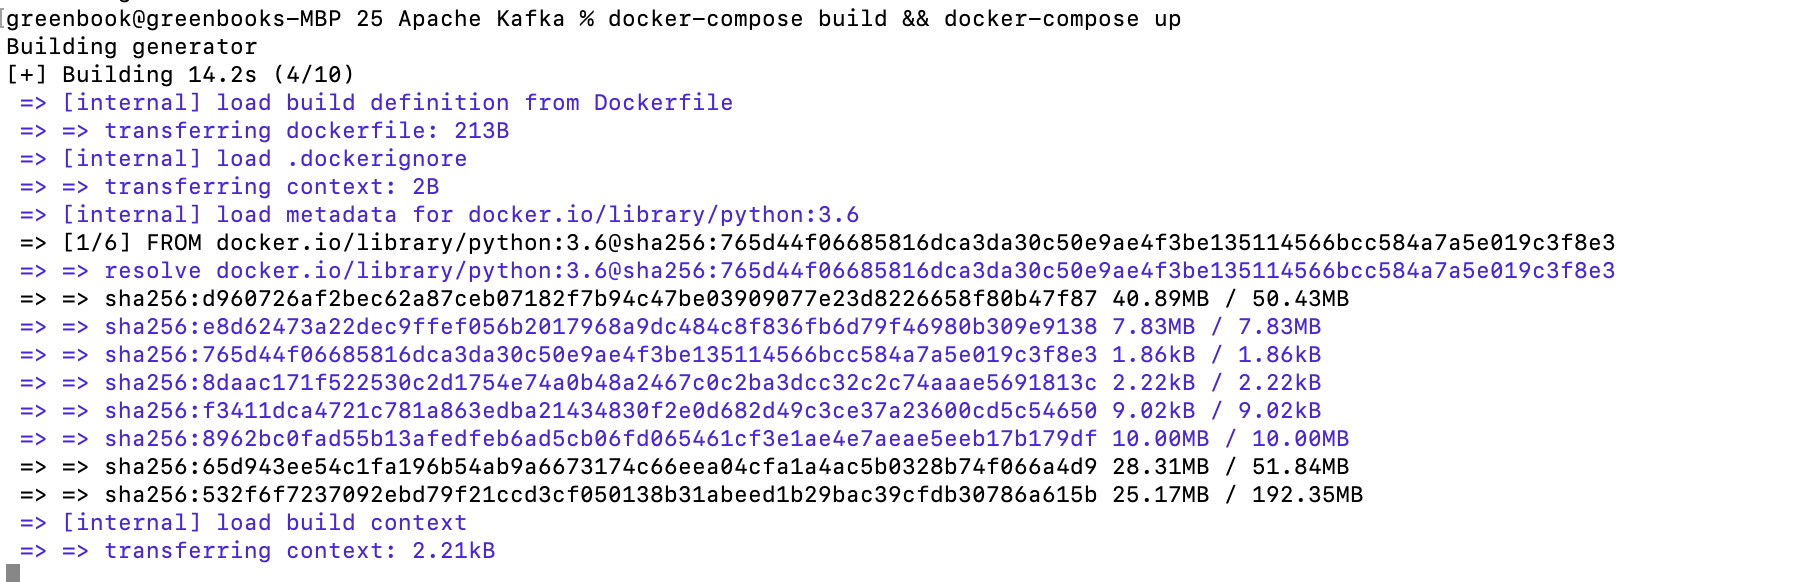 [greenbook@greenbooks-MBP 25 Apache Kafka % docker-compose build && docker-compose up
Building generator
[+] Building 14.2s (4/10)
=> [internal] load build definition from Dockerfile
=> => transferring dockerfile: 213B
=> [internal] load .dockerignore
=> => transferring context: 2B
=> [internal] load metadata for docker.io/library/python:3.6
=> [1/6] FROM docker.io/library/python:3.6@sha256:765d44f06685816dca3da30c50e9ae4f3be135114566bcc584a7a5e019c3f8e3
=> => resolve docker.io/library/python:3.6@sha256:765d44f06685816dca3da30c50e9ae4f3be135114566bcc584a7a5e019c3f8e3
=> => sha256:d960726af2bec62a87ceb07182f7b94c47be03909077e23d8226658f80b47f87 40.89MB / 50.43MB
=> => sha256:e8d62473a22dec9ffef056b2017968a9dc484c8f836fb6d79f46980b309e9138 7.83MB / 7.83MB
=> => sha256:765d44f06685816dca3da30c50e9ae4f3be135114566bcc584a7a5e019c3f8e3 1.86kB / 1.86kB
=> => sha256:8daac171f522530c2d1754e74a0b48a2467c0c2ba3dcc32c2c74aaae5691813c 2.22kB / 2.22kB
=> => sha256:f3411dca4721c781a863edba21434830f2e0d682d49c3ce37a23600cd5c54650 9.02kB / 9.02kB
=> => sha256:8962bc0fad55b13afedfeb6ad5cb06fd065461cf3e1ae4e7aeae5eeb17b179df 10.00MB / 10.00MB
=> => sha256:65d943ee54c1fa196b54ab9a6673174c66eea04cfa1a4ac5b0328b74f066a4d9 28.31MB / 51.84MB
=> => sha256:532f6f7237092ebd79f21ccd3cf050138b31abeed1b29bac39cfdb30786a615b 25.17MB / 192.35MB
=> [internal] load build context
=> => transferring context: 2.21kB